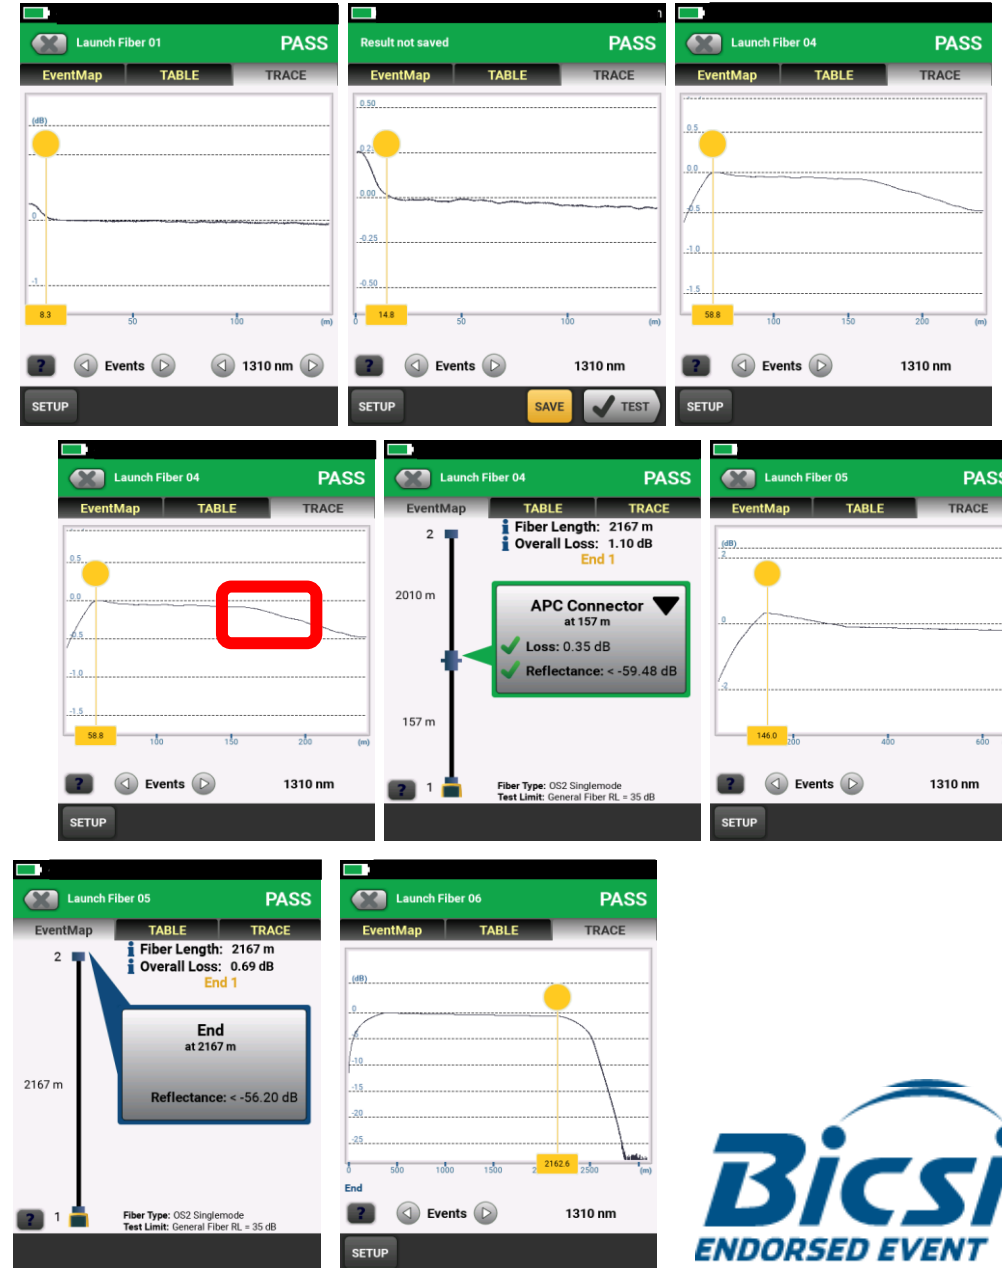 Launch Fiber 01 PASS
EventMap TABLE TRACE
(dB)
0
-1
8.3
50 100 (m)
? Events 1310 nm
SETUP
Result not saved PASS
EventMap TABLE TRACE
0.50
0.25
0.00
-0.25
-0.50
0 14.8 50 100 (m)
? Events 1310 nm
SETUP SAVE TEST
Launch Fiber 04 PASS
EventMap TABLE TRACE
0.5
0.0
-0.5
-1.0
-1.5
58.8 100 150 200 (m)
? Events 1310 nm
SETUP
Launch Fiber 04 PASS
EventMap TABLE TRACE
0.5
0.0
-0.5
-1.0
-1.5
58.8 100 150 200 (m)
? Events 1310 nm
SETUP
Launch Fiber 04 PASS
EventMap TABLE TRACE
2 Fiber Length: 2167 m
Overall Loss: 1.10 dB
End 1
2010 m
APC Connector
at 157 m
Loss: 0.35 dB
Reflectance: < -59.48 dB
157 m
? 1 Fiber Type: OS2 Singlemode
Test Limit: General Fiber RL = 35 dB
Launch Fiber 05 PASS
EventMap TABLE TRACE
(dB)
2
0
-2
146.0 200 400 600
? Events 1310 nm
SETUP
Launch Fiber 05 PASS
EventMap TABLE TRACE
2 Fiber Length: 2167 m
Overall Loss: 0.69 dB
End 1
End
at 2167 m
2167 m
Reflectance: < -56.20 dB
? 1 Fiber Type: OS2 Singlemode
Test Limit: General Fiber RL = 35 dB
Launch Fiber 06 PASS
EventMap TABLE TRACE
(dB)
0
-5
-10
-15
-20
-25
0 500 1000 1500 2162.6 2500 (m)
End
? Events 1310 nm
SETUP
Bicsi
ENDORSED EVENT